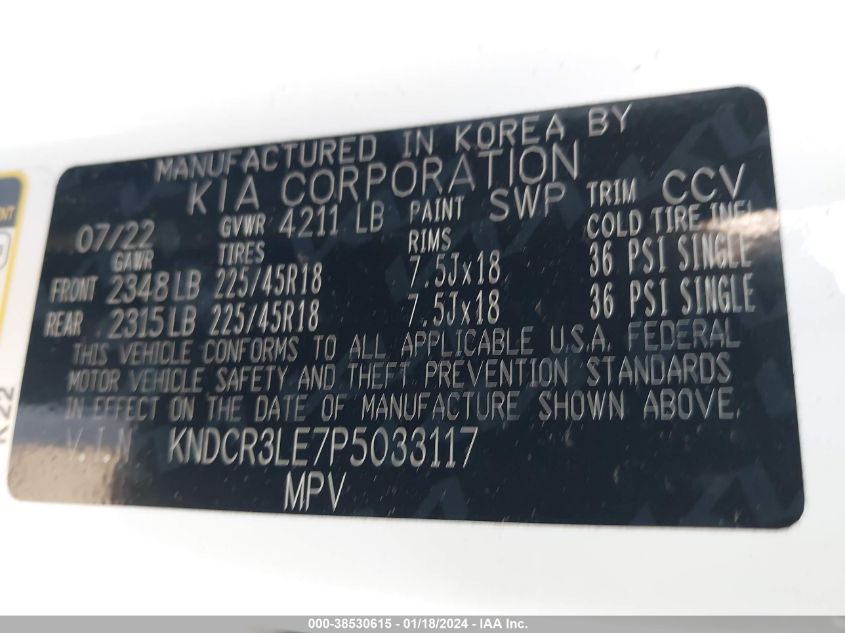 MANUFACTURED IN KOREA BY
KIA CORPORATION
07/22 GVWR 4211 LB PAINT SWP TRIM CCV
GAWR TIRES RIMS COLD TIRE INFL
FRONT 2348 LB 225/45R18 7.5Jx18 36 PSI SINGLE
REAR 2315 LB 225/45R18 7.5Jx18 36 PSI SINGLE
THIS VEHICLE CONFORMS TO ALL APPLICABLE U.S.A. FEDERAL
MOTOR VEHICLE SAFETY AND THEFT PREVENTION STANDARDS
IN EFFECT ON THE DATE OF MANUFACTURE SHOWN ABOVE.
V.I.N KNDCR3LE7P5033117
MPV
000-38530615 - 01/18/2024 - IAA Inc.